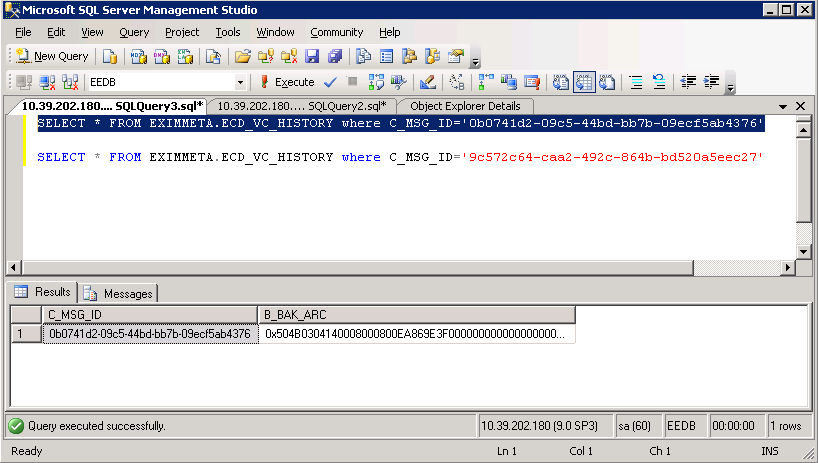 Microsoft SQL Server Management Studio
File Edit View Query Project Tools Window Community Help
New Query
EEDB Execute
10.39.202.180.... SQLQuery3.sql* 10.39.202.180.... SQLQuery2.sql* Object Explorer Details
SELECT * FROM EXIMMETA.ECD_VC_HISTORY where C_MSG_ID='0b0741d2-09c5-44bd-bb7b-09ecf5ab4376'
SELECT * FROM EXIMMETA.ECD_VC_HISTORY where C_MSG_ID='9c572c64-caa2-492c-864b-bd520a5eec27'
Results Messages
C_MSG_ID B_BAK_ARC
1 0b0741d2-09c5-44bd-bb7b-09ecf5ab4376 0x504B0304140008000800EA869E3F000000000000000000...
Query executed successfully. 10.39.202.180 (9.0 SP3) sa (60) EEDB 00:00:00 1 rows
Ready Ln 1 Col 1 Ch 1 INS